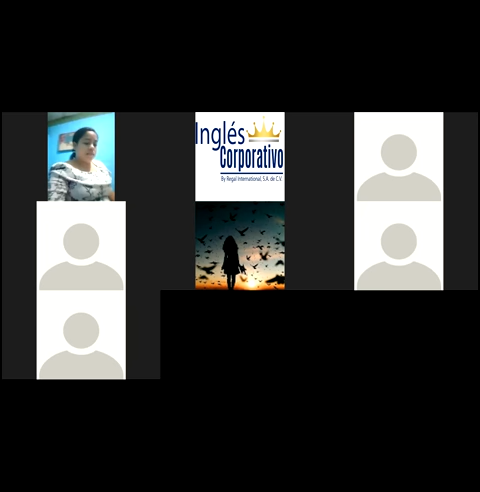 Inglés
Corporativo
By Regal International, S.A. de C.V.